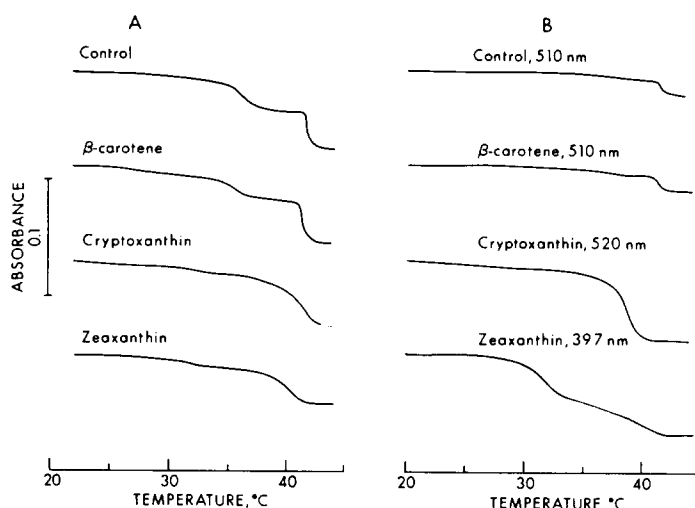 A
Control
β-carotene
Cryptoxanthin
Zeaxanthin
ABSORBANCE
0.1
20 30 40
TEMPERATURE, °C
B
Control, 510 nm
β-carotene, 510 nm
Cryptoxanthin, 520 nm
Zeaxanthin, 397 nm
20 30 40
TEMPERATURE °C